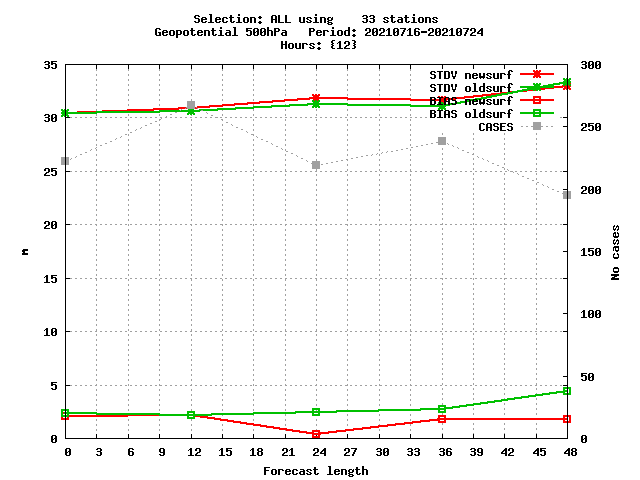 Selection: ALL using    33 stations
Geopotential 500hPa   Period: 20210716-20210724
Hours: {12}
35
30
25
20
15
10
5
0
m
300
250
200
150
100
50
0
No cases
STDV newsurf
STDV oldsurf
BIAS newsurf
BIAS oldsurf
CASES
0 3 6 9 12 15 18 21 24 27 30 33 36 39 42 45 48
Forecast length